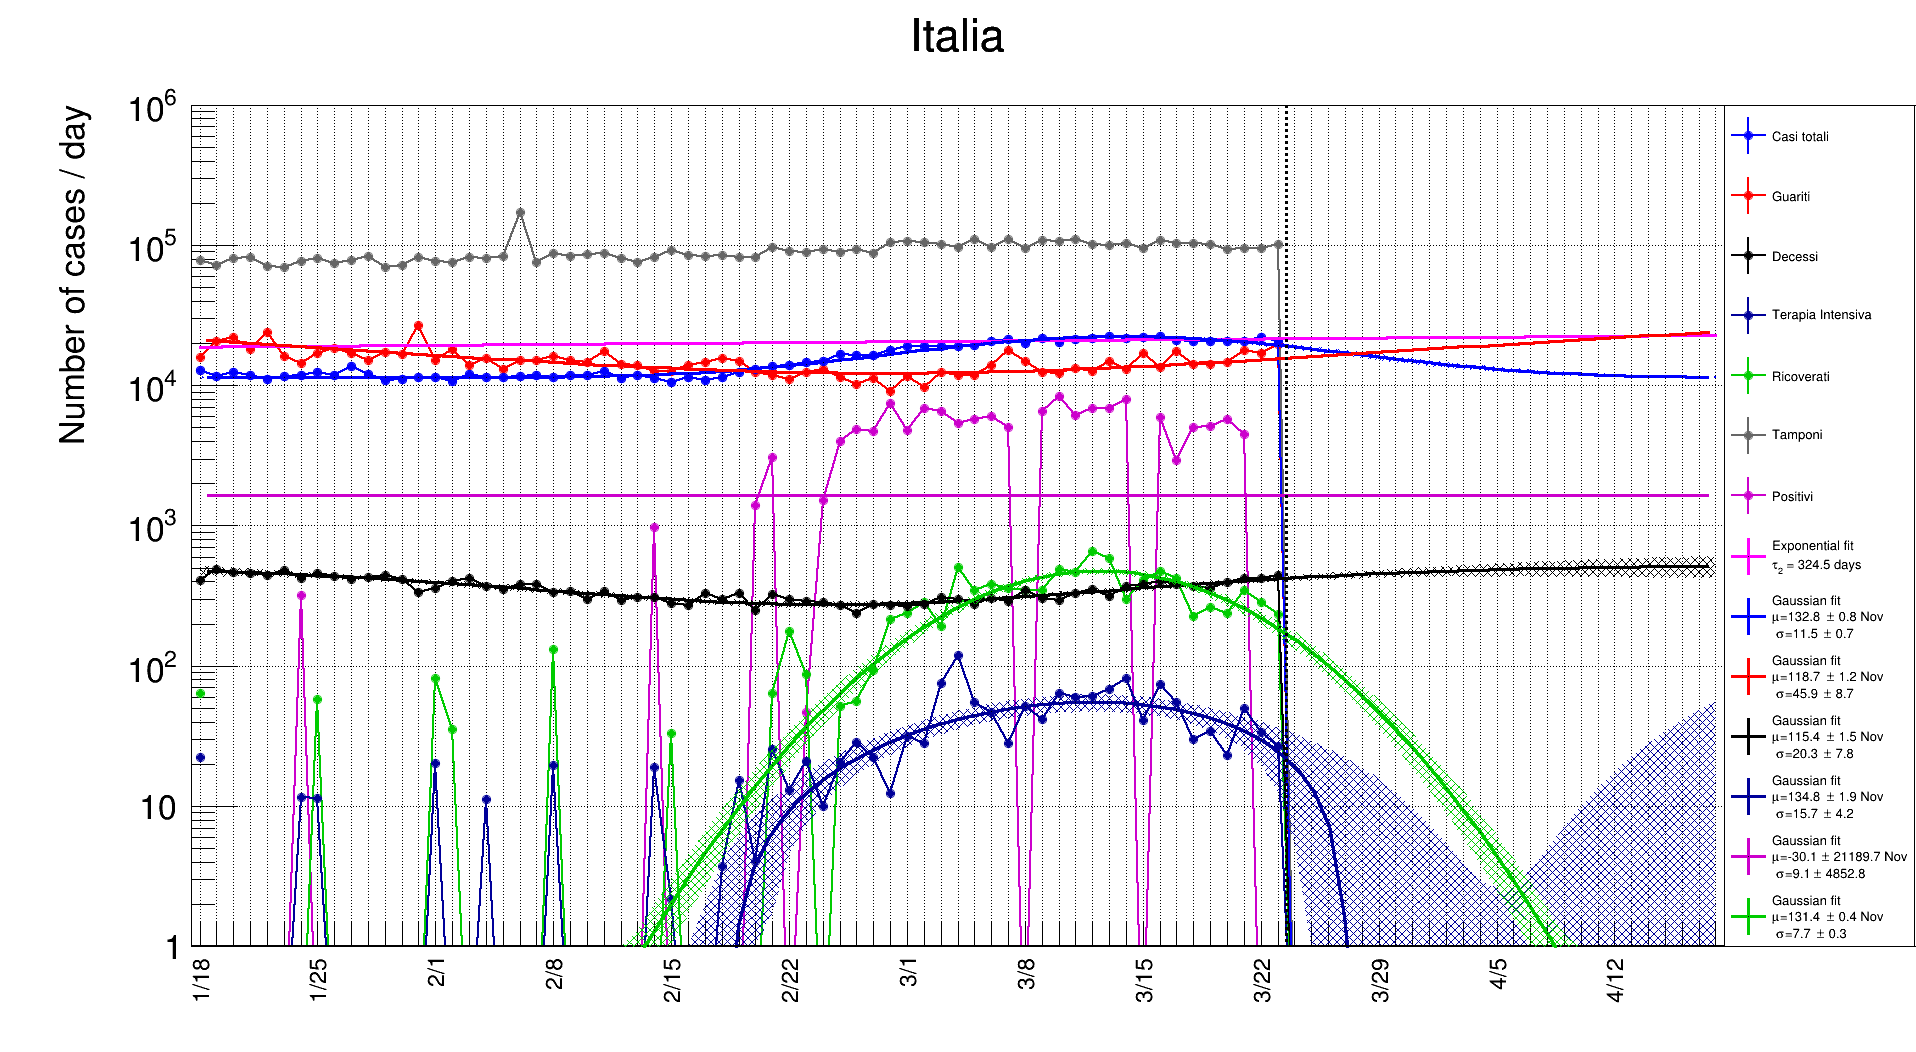 Italia
Number of cases / day
10^6
10^5
10^4
10^3
10^2
10
1
1/18
1/25
2/1
2/8
2/15
2/22
3/1
3/8
3/15
3/22
3/29
4/5
4/12
Casi totali
Guariti
Decessi
Terapia Intensiva
Ricoverati
Tamponi
Positivi
Exponential fit
τ₂ = 324.5 days
Gaussian fit
μ=132.8 ± 0.8 Nov
σ=11.5 ± 0.7
Gaussian fit
μ=118.7 ± 1.2 Nov
σ=45.9 ± 8.7
Gaussian fit
μ=115.4 ± 1.5 Nov
σ=20.3 ± 7.8
Gaussian fit
μ=134.8 ± 1.9 Nov
σ=15.7 ± 4.2
Gaussian fit
μ=-30.1 ± 21189.7 Nov
σ=9.1 ± 4852.8
Gaussian fit
μ=131.4 ± 0.4 Nov
σ=7.7 ± 0.3